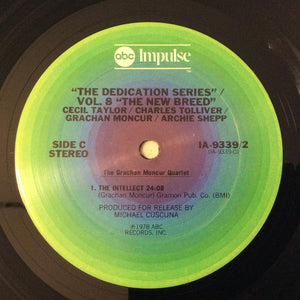 abc Impulse
"THE DEDICATION SERIES"/
VOL. 8 "THE NEW BREED"
CECIL TAYLOR/CHARLES TOLLIVER/
GRACHAN MONCUR/ARCHIE SHEPP
SIDE C
STEREO
IA-9339/2
(IA-9339-C)
The Grachan Moncur Quartet
1. THE INTELLECT 24:08
(Grachan Moncur) Gramon Pub. Co. (BMI)
PRODUCED FOR RELEASE BY
MICHAEL CUSCUNA
℗1978 ABC
RECORDS, INC.